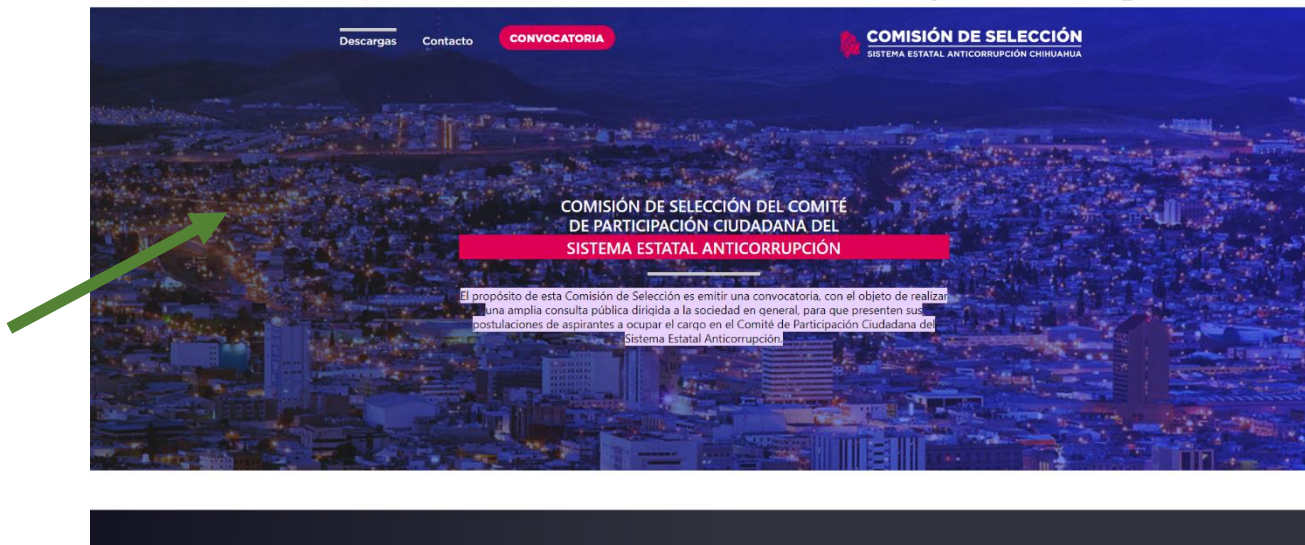 Descargas
Contacto
CONVOCATORIA
COMISIÓN DE SELECCIÓN
SISTEMA ESTATAL ANTICORRUPCIÓN CHIHUAHUA
COMISIÓN DE SELECCIÓN DEL COMITÉ
DE PARTICIPACIÓN CIUDADANA DEL
SISTEMA ESTATAL ANTICORRUPCIÓN
El propósito de esta Comisión de Selección es emitir una convocatoria, con el objeto de realizar
una amplia consulta pública dirigida a la sociedad en general, para que presenten sus
postulaciones de aspirantes a ocupar el cargo en el Comité de Participación Ciudadana del
Sistema Estatal Anticorrupción.